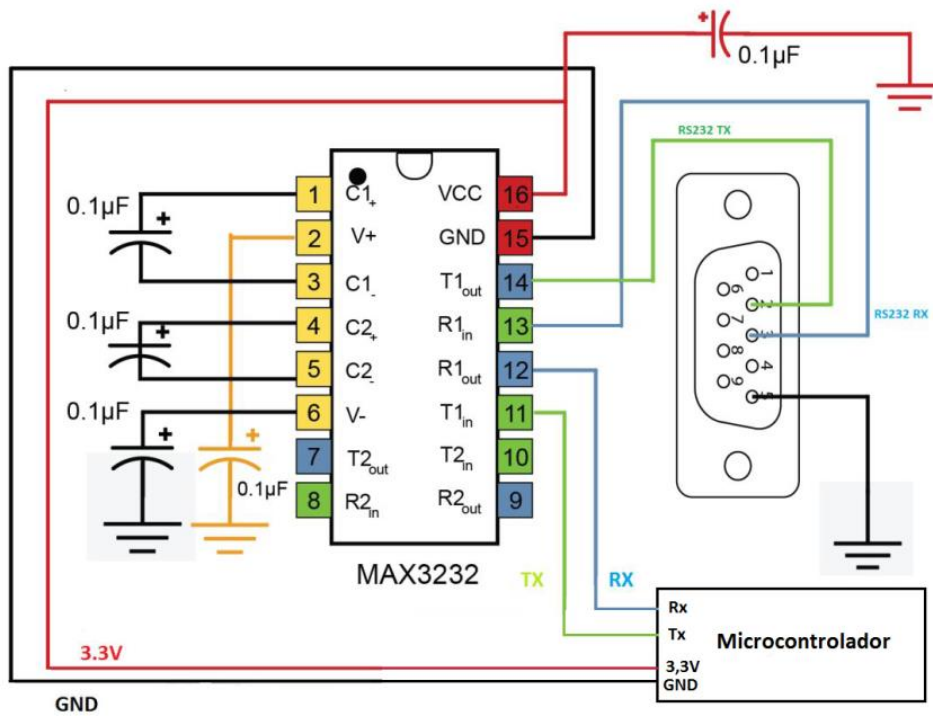 +
0.1µF
RS232 TX
0.1µF
+
1 C1+ VCC 16
2 V+ GND 15
3 C1- T1out 14
4 C2+ R1in 13
5 C2- R1out 12
6 V- T1in 11
7 T2out T2in 10
8 R2in R2out 9
0.1µF
+
0.1µF
+
+
0.1µF
1
6
2
7
3
8
4
9
5
RS232 RX
MAX3232
TX
RX
Rx
Tx
Microcontrolador
3,3V
GND
3.3V
GND